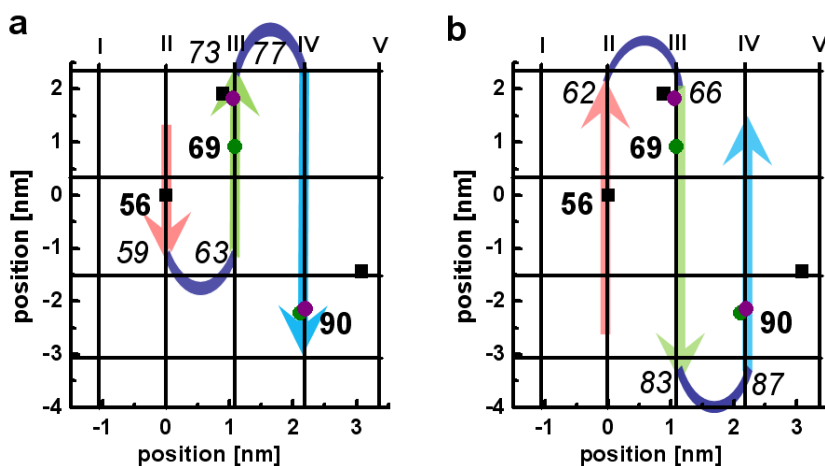 a
I II III IV V
73 77
2
69
1
0
56
59 63
-1
-2
90
-3
-4
-1 0 1 2 3
position [nm]
position [nm]
b
I II III IV V
62 66
2
69
1
0
56
-1
-2
90
-3
83 87
-4
-1 0 1 2 3
position [nm]
position [nm]